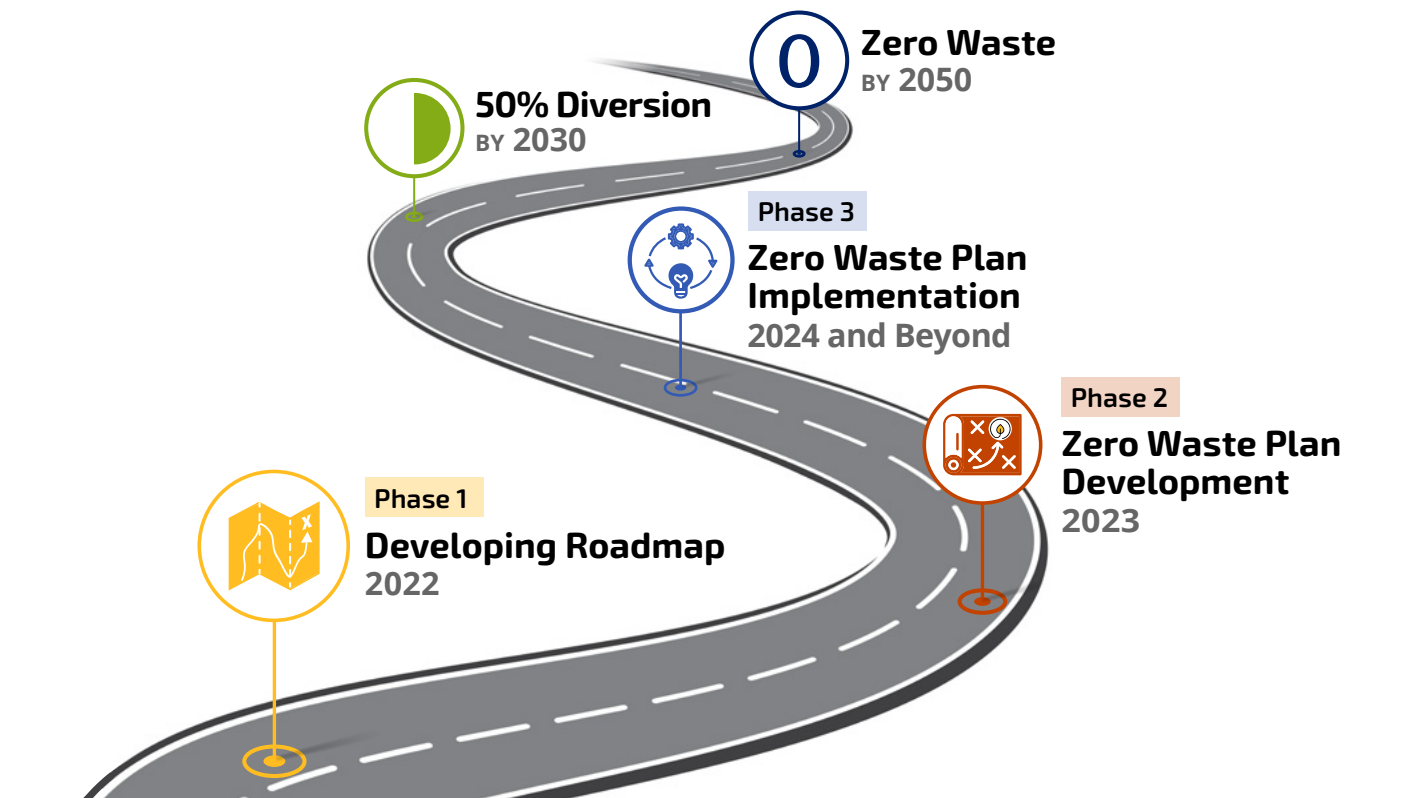 0
Zero Waste
BY 2050
50% Diversion
BY 2030
Phase 3
Zero Waste Plan
Implementation
2024 and Beyond
Phase 2
Zero Waste Plan
Development
2023
Phase 1
Developing Roadmap
2022